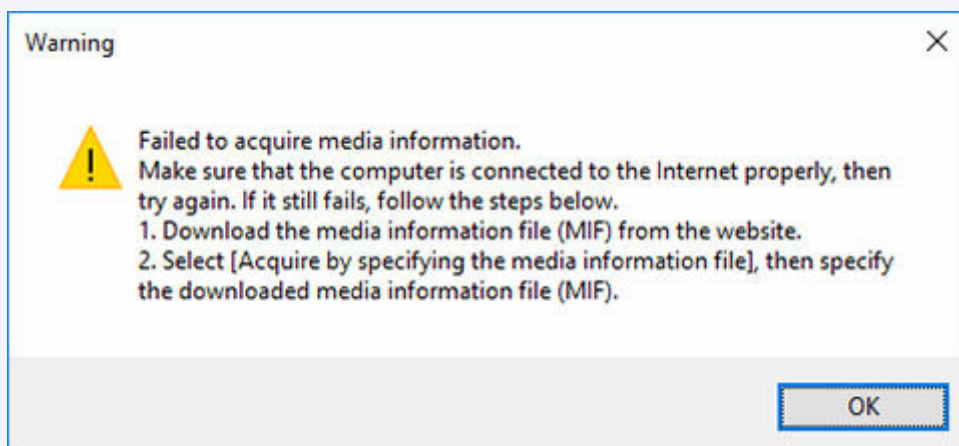 Warning
Failed to acquire media information.
Make sure that the computer is connected to the Internet properly, then
try again. If it still fails, follow the steps below.
1. Download the media information file (MIF) from the website.
2. Select [Acquire by specifying the media information file], then specify
the downloaded media information file (MIF).
OK